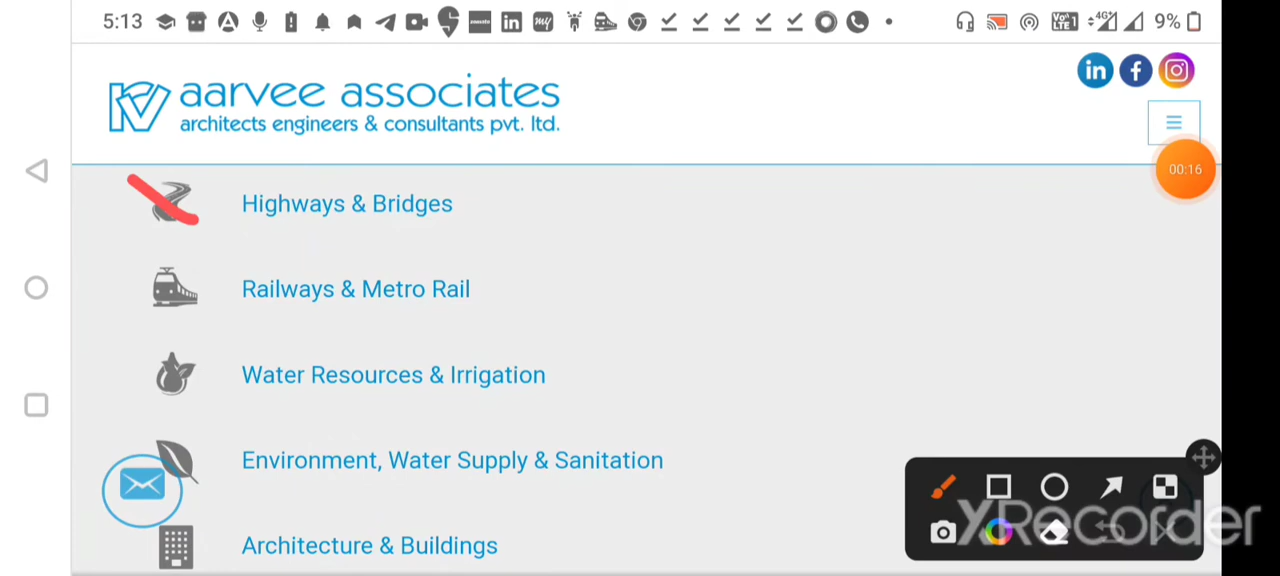 5:13
9%
aarvee associates
architects engineers & consultants pvt. ltd.
00:16
Highways & Bridges
Railways & Metro Rail
Water Resources & Irrigation
Environment, Water Supply & Sanitation
Architecture & Buildings
XRecorder